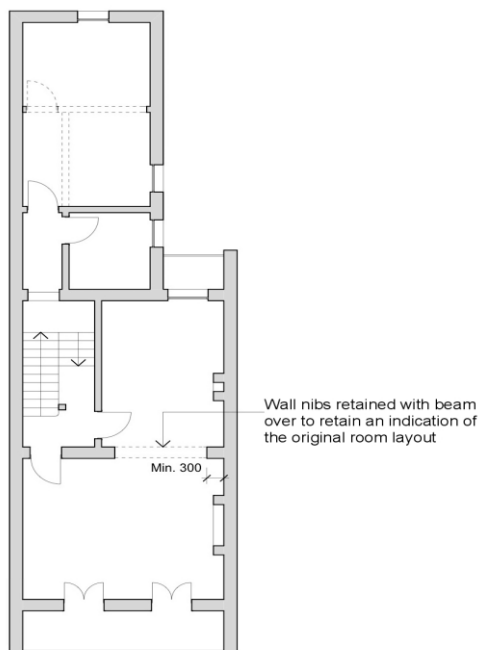 Wall nibs retained with beam
over to retain an indication of
the original room layout
Min. 300